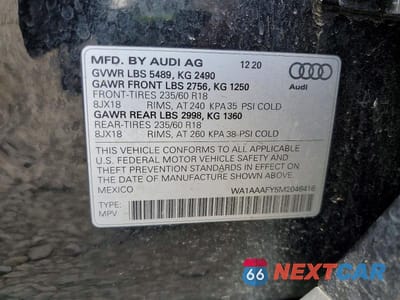 MFD. BY AUDI AG 12 20
GVWR LBS 5489, KG 2490
GAWR FRONT LBS 2756, KG 1250
FRONT-TIRES 235/60 R18
8JX18 RIMS, AT 240 KPA 35 PSI COLD
GAWR REAR LBS 2998, KG 1360
REAR-TIRES 235/60 R18
8JX18 RIMS, AT 260 KPA 38 PSI COLD
Audi
THIS VEHICLE CONFORMS TO ALL APPLICABLE
U.S. FEDERAL MOTOR VEHICLE SAFETY AND
THEFT PREVENTION STANDARDS IN EFFECT
ON THE DATE OF MANUFACTURE SHOWN ABOVE.
MEXICO WA1AAAFY5M2046416
TYPE:
MPV
66 NEXTCAR
FIND YOUR